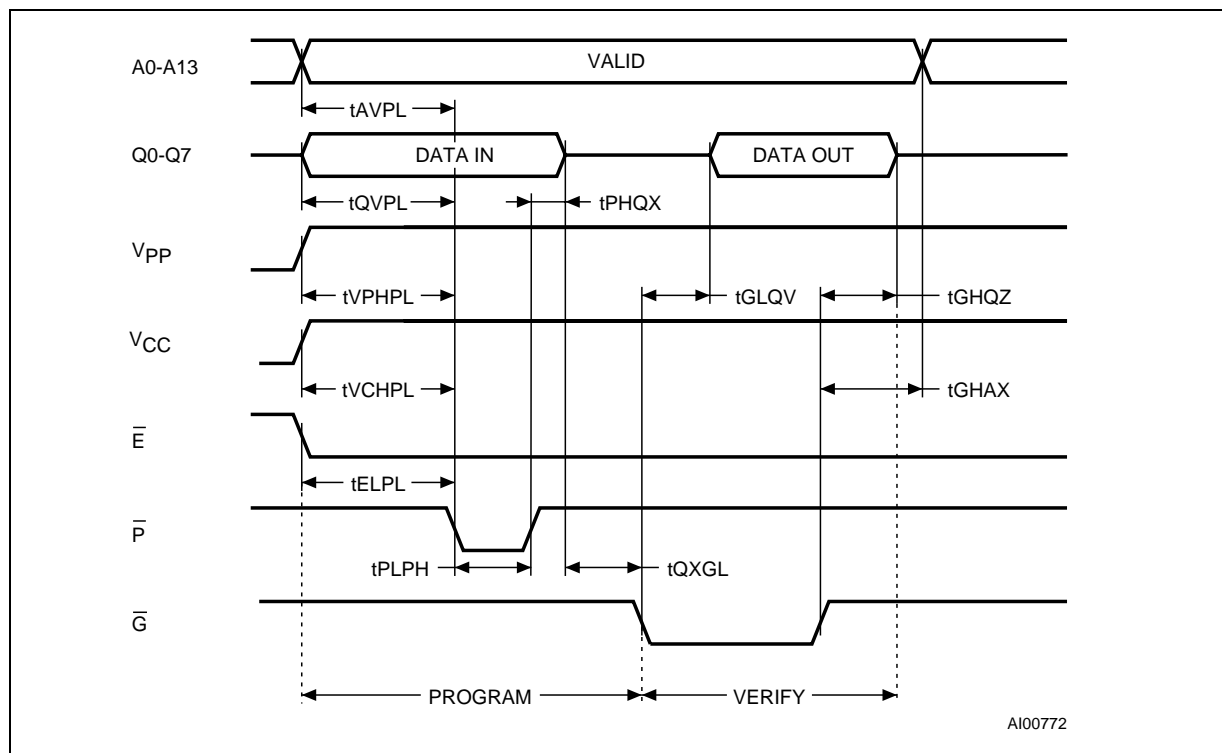 A0-A13
VALID
tAVPL
Q0-Q7
DATA IN
DATA OUT
tQVPL
tPHQX
VPP
tVPHPL
tGLQV
tGHQZ
VCC
tVCHPL
tGHAX
E̅
tELPL
P̅
tPLPH
tQXGL
G̅
PROGRAM
VERIFY
AI00772